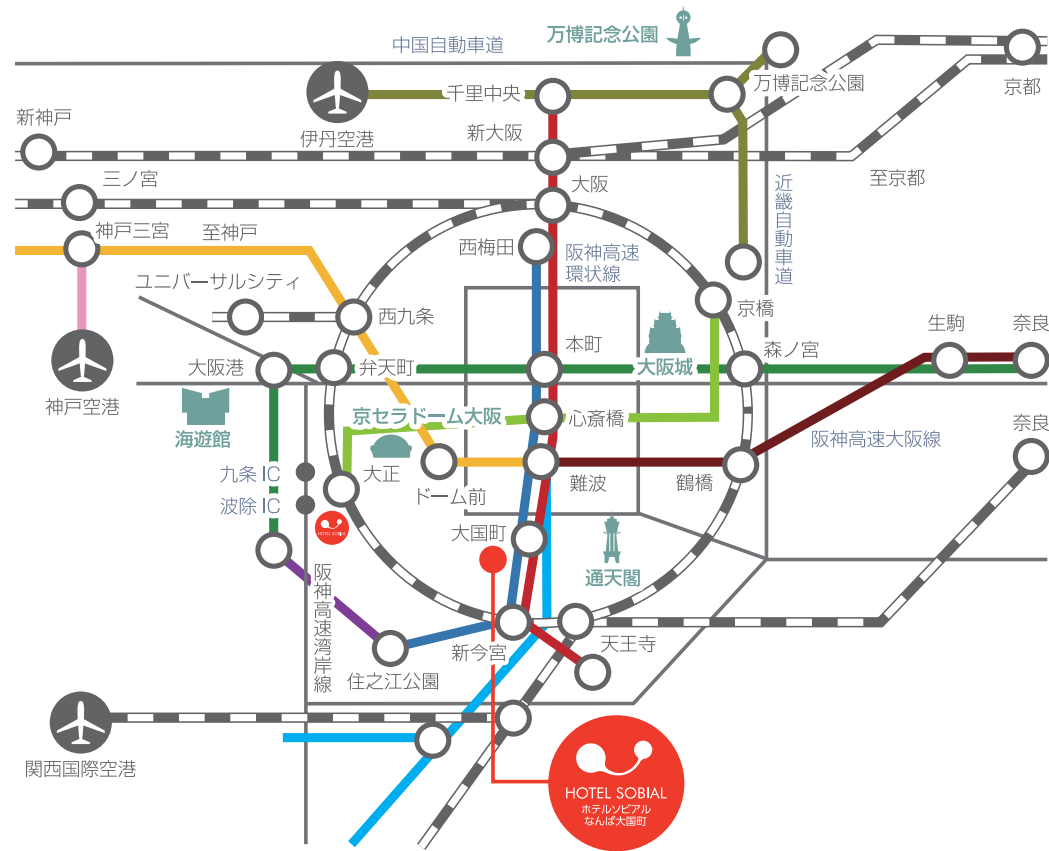 中国自動車道
万博記念公園
万博記念公園
京都
千里中央
伊丹空港
新大阪
新神戸
至京都
近畿自動車道
三ノ宮
大阪
神戸三宮
至神戸
西梅田
阪神高速
環状線
ユニバーサルシティ
京橋
西九条
本町
大阪城
森ノ宮
生駒
奈良
大阪港
弁天町
神戸空港
海遊館
京セラドーム大阪
心斎橋
阪神高速大阪線
奈良
九条 IC
大正
ドーム前
難波
鶴橋
波除 IC
HOTEL SOBIAL
大国町
通天閣
阪神高速湾岸線
新今宮
天王寺
住之江公園
関西国際空港
HOTEL SOBIAL
ホテルソビアル
なんば大国町